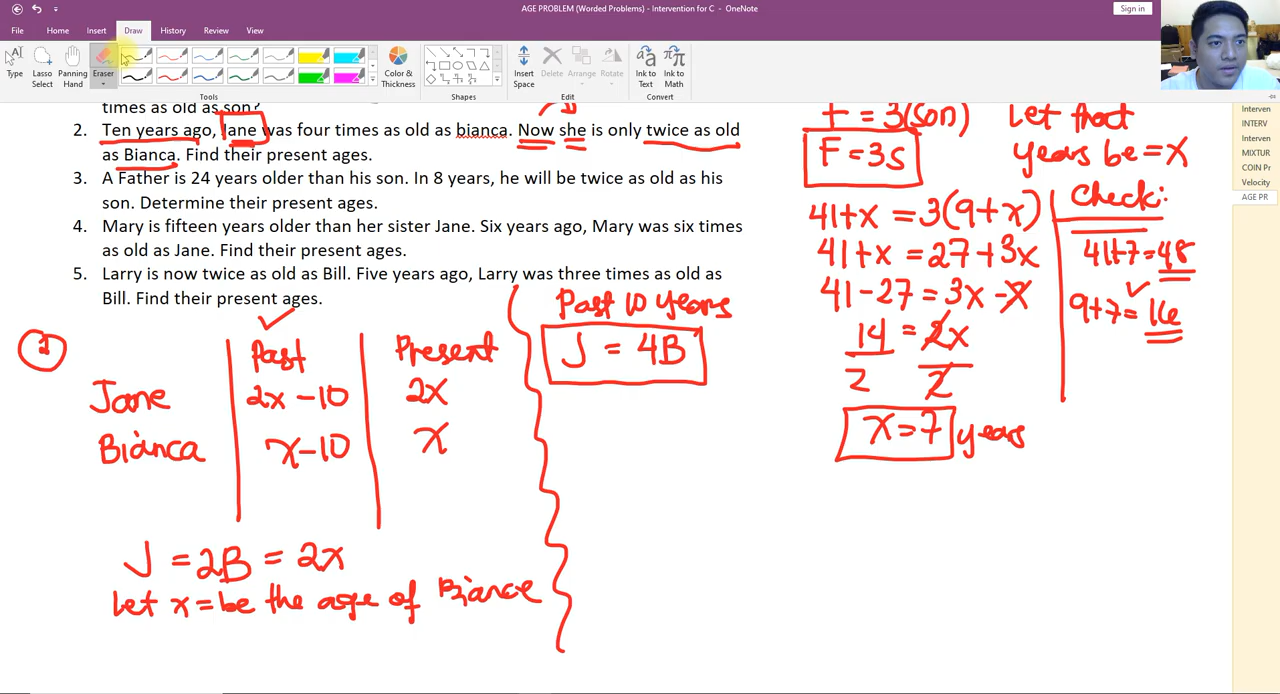 AGE PROBLEM (Worded Problems) - Intervention for C - OneNote
Sign in
File Home Insert Draw History Review View
Type
Lasso Select
Panning Hand
Eraser
Color & Thickness
Insert Space
Delete
Arrange
Rotate
Ink to Text
Ink to Math
Tools
Shapes
Edit
Convert
times as old as son?
2. Ten years ago, Jane was four times as old as bianca. Now she is only twice as old
as Bianca. Find their present ages.
3. A Father is 24 years older than his son. In 8 years, he will be twice as old as his
son. Determine their present ages.
4. Mary is fifteen years older than her sister Jane. Six years ago, Mary was six times
as old as Jane. Find their present ages.
5. Larry is now twice as old as Bill. Five years ago, Larry was three times as old as
Bill. Find their present ages.
2
Past Present
Jane 2x-10 2x
Bianca x-10 x
J = 2B = 2x
Let x = be the age of Bianca
Past 10 years
J = 4B
F = 3(son)
F = 3S
Let that
years be = x
41+x = 3(9+x)
41+x = 27+3x
41-27 = 3x-x
14 = 2x
2 2
x=7 years
Check:
41+7=48
9+7=16
Interven
INTERV
Interven
MIXTUR
COIN Pr
Velocity
AGE PR